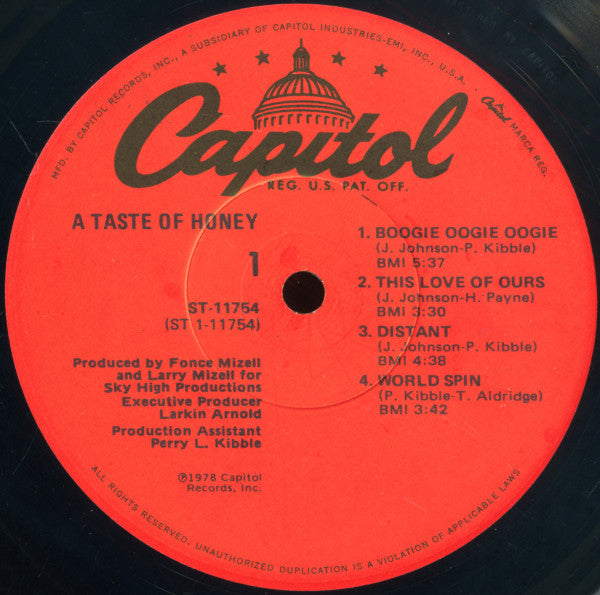 MFD. BY CAPITOL RECORDS, INC., A SUBSIDIARY OF CAPITOL INDUSTRIES-EMI, INC., U.S.A.
Capitol MARCA REG.
Capitol
REG. U.S. PAT. OFF.
A TASTE OF HONEY
1
ST-11754
(ST 1-11754)
Produced by Fonce Mizell
and Larry Mizell for
Sky High Productions
Executive Producer
Larkin Arnold
Production Assistant
Perry L. Kibble
℗1978 Capitol
Records, Inc.
1. BOOGIE OOGIE OOGIE
(J. Johnson-P. Kibble)
BMI 5:37
2. THIS LOVE OF OURS
(J. Johnson-H. Payne)
BMI 3:30
3. DISTANT
(J. Johnson-P. Kibble)
BMI 4:38
4. WORLD SPIN
(P. Kibble-T. Aldridge)
BMI 3:42
ALL RIGHTS RESERVED, UNAUTHORIZED DUPLICATION IS A VIOLATION OF APPLICABLE LAWS